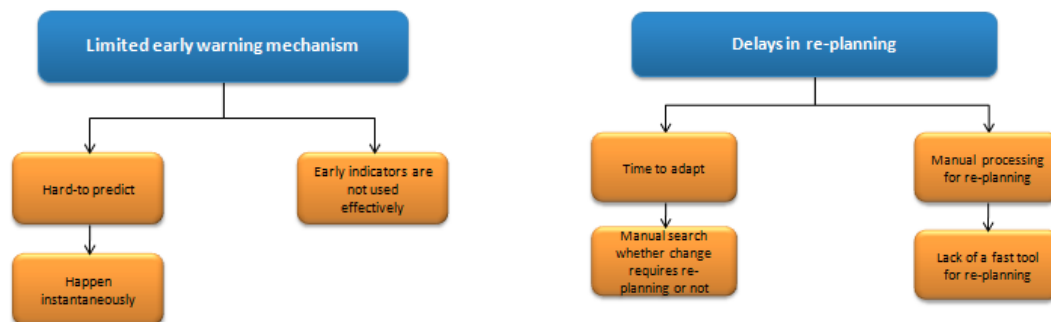 Limited early warning mechanism
Delays in re-planning
Hard-to predict
Early indicators are
not used
effectively
Time to adapt
Manual processing
for re-planning
Happen
instantaneously
Manual search
whether change
requires re-
planning or not
Lack of a fast tool
for re-planning